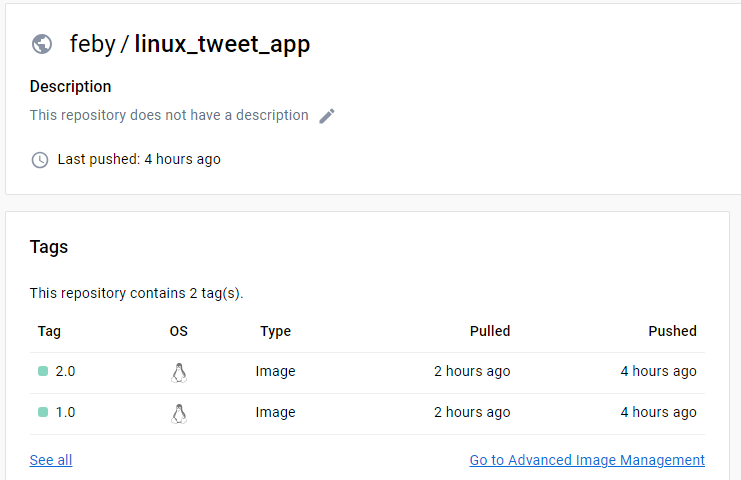 feby / linux_tweet_app
Description
This repository does not have a description
Last pushed: 4 hours ago
Tags
This repository contains 2 tag(s).
Tag OS Type Pulled Pushed
2.0 Image 2 hours ago 4 hours ago
1.0 Image 2 hours ago 4 hours ago
See all Go to Advanced Image Management